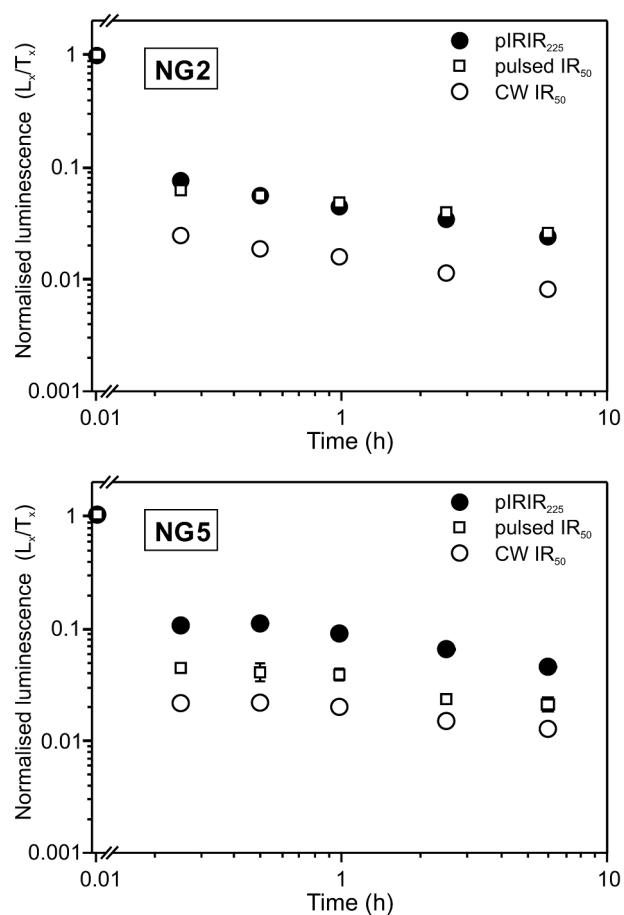 NG2
pIRIR₂₂₅
pulsed IR₅₀
CW IR₅₀
Normalised luminescence (Lₓ/Tₓ)
1
0.1
0.01
0.001
0.01 1 10
Time (h)
NG5
pIRIR₂₂₅
pulsed IR₅₀
CW IR₅₀
Normalised luminescence (Lₓ/Tₓ)
1
0.1
0.01
0.001
0.01 1 10
Time (h)